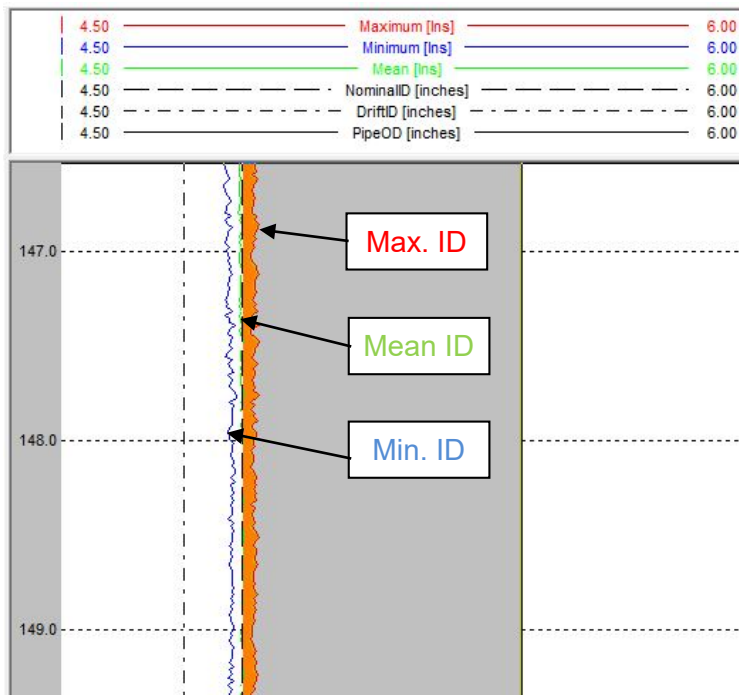 4.50 Maximum [Ins] 6.00
4.50 Minimum [Ins] 6.00
4.50 Mean [Ins] 6.00
4.50 NominalID [inches] 6.00
4.50 DriftID [inches] 6.00
4.50 PipeOD [inches] 6.00
Max. ID
147.0
Mean ID
148.0
Min. ID
149.0